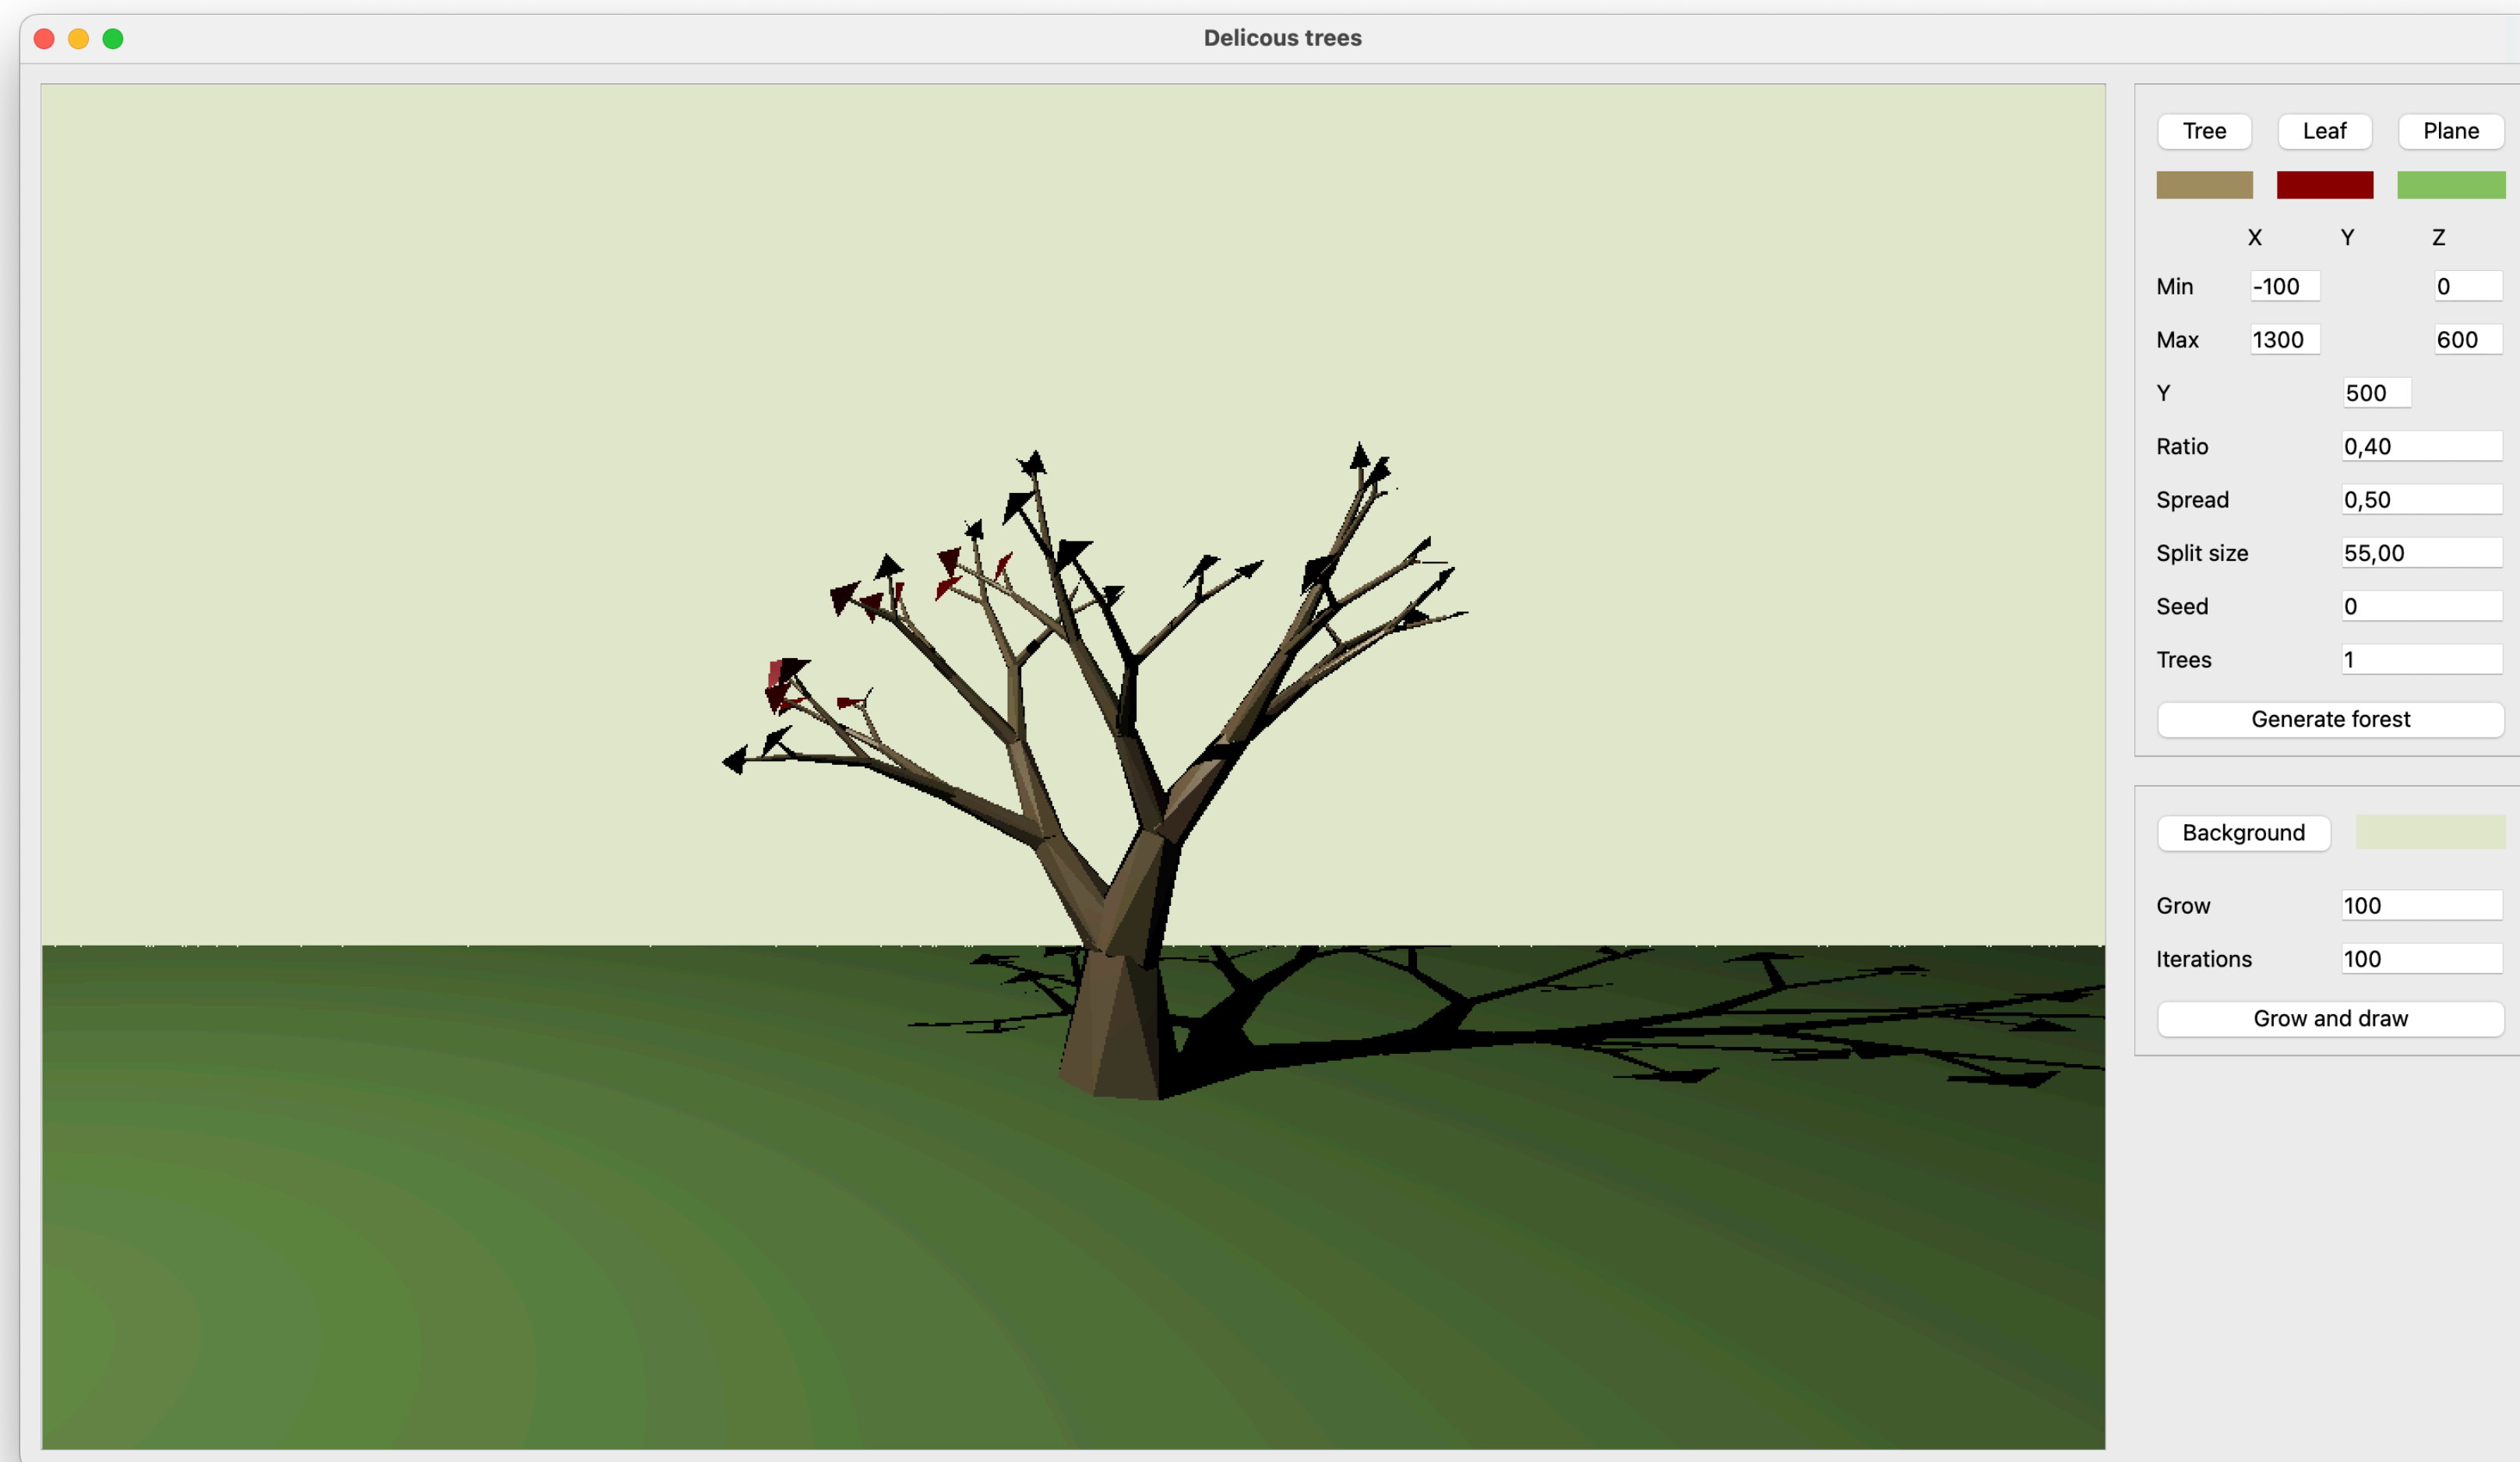 Delicous trees
Tree Leaf Plane
X Y Z
Min -100 0
Max 1300 600
Y 500
Ratio 0,40
Spread 0,50
Split size 55,00
Seed 0
Trees 1
Generate forest
Background
Grow 100
Iterations 100
Grow and draw